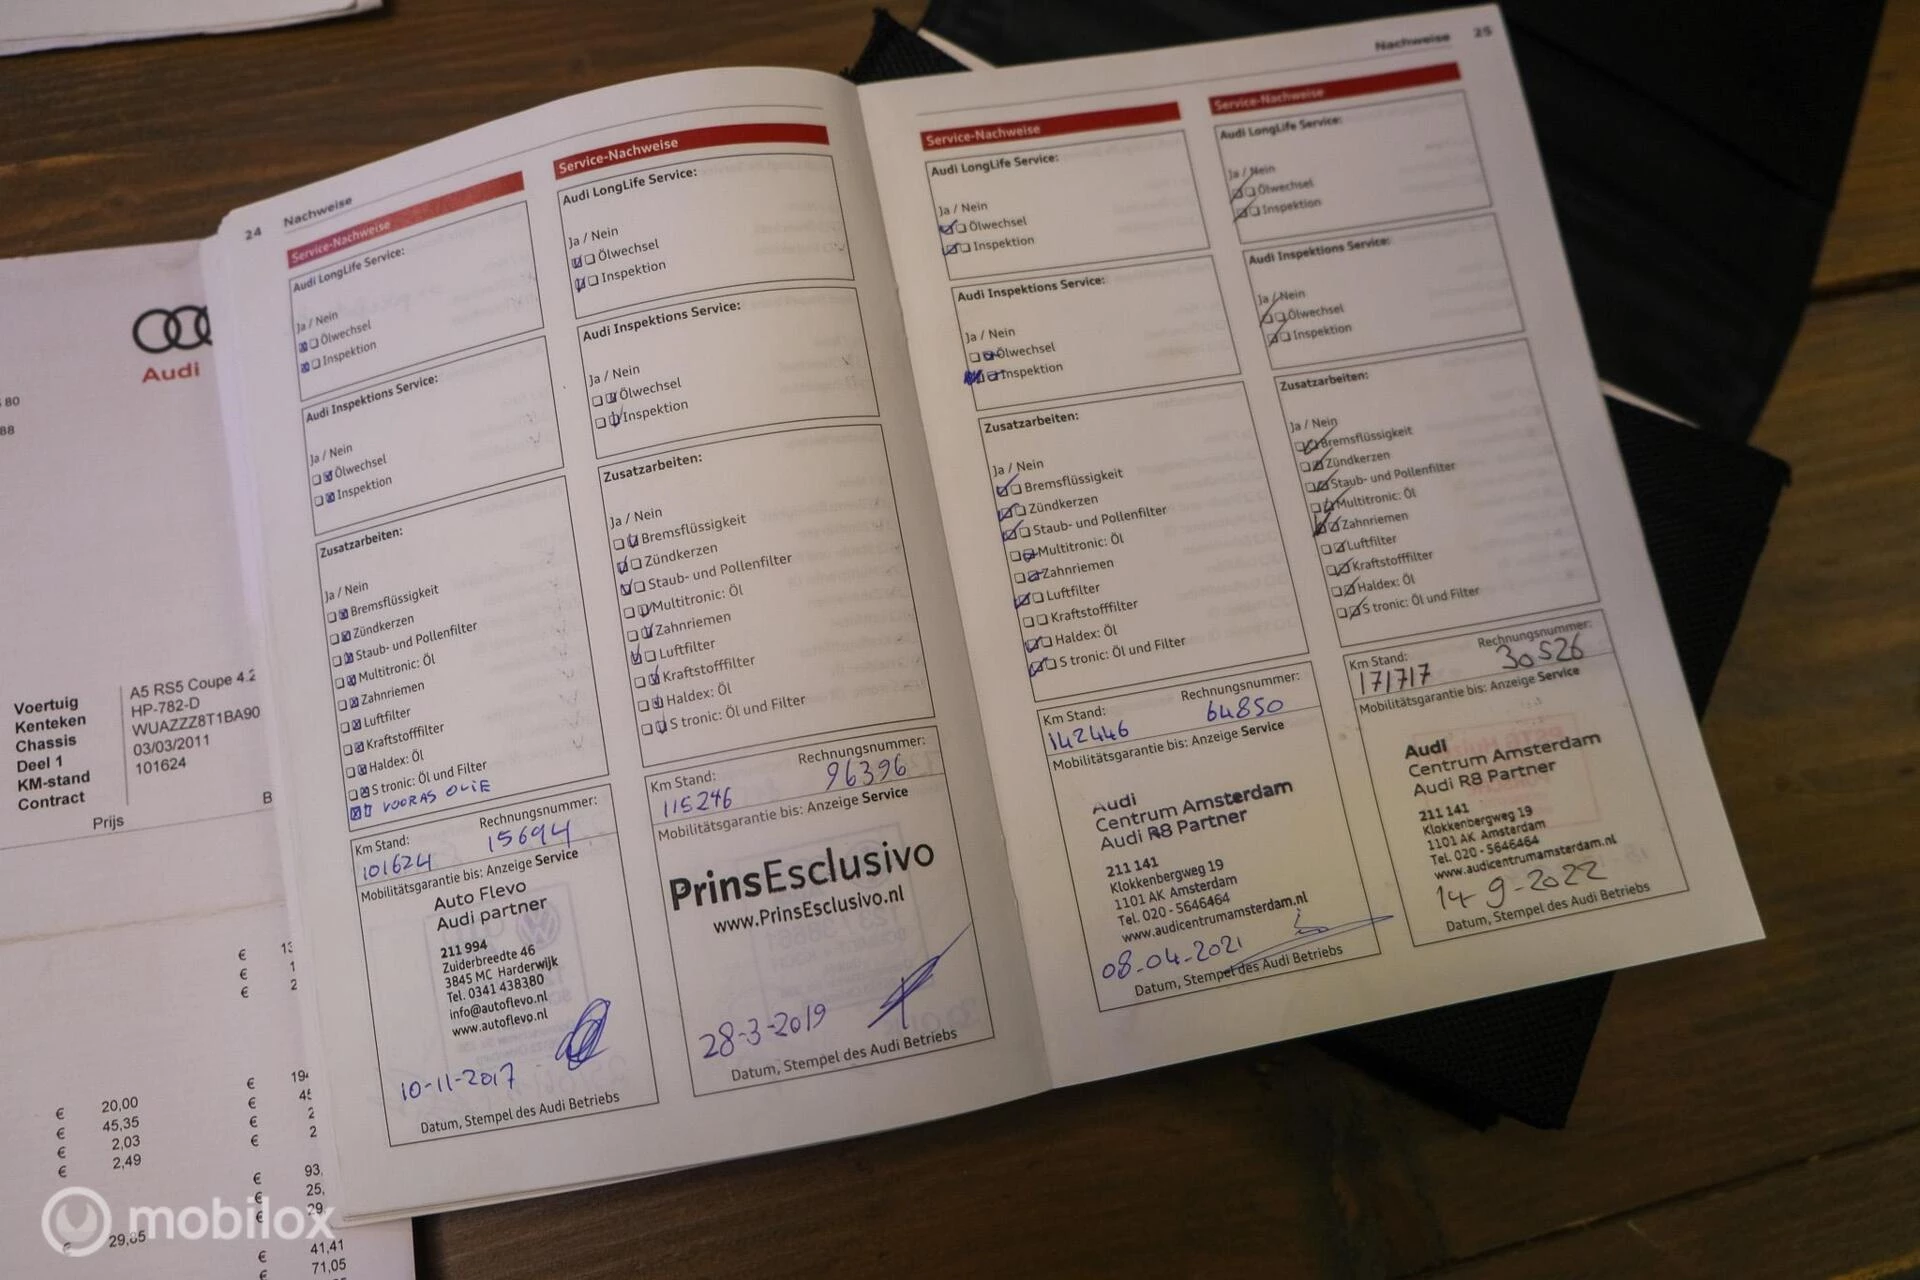 Audi
80
88
Voertuig A5 RS5 Coupe 4.2
Kenteken HP-782-D
Chassis WUAZZZ8T1BA90
Deel 1 03/03/2011
KM-stand 101624
Contract
Prijs
B
€ 20,00
€ 45,35
€ 2,03
€ 2,49
€ 93,
€ 25,
€ 29,
€ 41,41
€ 71,05
24 Nachweise
Service-Nachweise
Audi LongLife Service:
Ja / Nein
Ölwechsel
Inspektion
Audi Inspektions Service:
Ja / Nein
Ölwechsel
Inspektion
Zusatzarbeiten:
Ja / Nein
Bremsflüssigkeit
Zündkerzen
Staub- und Pollenfilter
Multitronic: Öl
Zahnriemen
Luftfilter
Kraftstofffilter
Haldex: Öl
S tronic: Öl und Filter
VOORAS OLIE
Km Stand: Rechnungsnummer:
101624 15694
Mobilitätsgarantie bis: Anzeige Service
Auto Flevo
Audi partner
211 994
Zuiderbreedte 46
3845 MC Harderwijk
Tel. 0341 438380
info@autoflevo.nl
www.autoflevo.nl
10-11-2017
Datum, Stempel des Audi Betriebs
Service-Nachweise
Audi LongLife Service:
Ja / Nein
Ölwechsel
Inspektion
Audi Inspektions Service:
Ja / Nein
Ölwechsel
Inspektion
Zusatzarbeiten:
Ja / Nein
Bremsflüssigkeit
Zündkerzen
Staub- und Pollenfilter
Multitronic: Öl
Zahnriemen
Luftfilter
Kraftstofffilter
Haldex: Öl
S tronic: Öl und Filter
Km Stand: Rechnungsnummer:
115246 96396
Mobilitätsgarantie bis: Anzeige Service
PrinsEsclusivo
www.PrinsEsclusivo.nl
28-3-2019
Datum, Stempel des Audi Betriebs
Nachweise 25
Service-Nachweise
Audi LongLife Service:
Ja / Nein
Ölwechsel
Inspektion
Audi Inspektions Service:
Ja / Nein
Ölwechsel
Inspektion
Zusatzarbeiten:
Ja / Nein
Bremsflüssigkeit
Zündkerzen
Staub- und Pollenfilter
Multitronic: Öl
Zahnriemen
Luftfilter
Kraftstofffilter
Haldex: Öl
S tronic: Öl und Filter
Km Stand: Rechnungsnummer:
142446 64850
Mobilitätsgarantie bis: Anzeige Service
Audi
Centrum Amsterdam
Audi R8 Partner
211 141
Klokkenbergweg 19
1101 AK Amsterdam
Tel. 020 - 5646464
www.audicentrumamsterdam.nl
08-04-2021
Datum, Stempel des Audi Betriebs
Service-Nachweise
Audi LongLife Service:
Ja / Nein
Ölwechsel
Inspektion
Audi Inspektions Service:
Ja / Nein
Ölwechsel
Inspektion
Zusatzarbeiten:
Ja / Nein
Bremsflüssigkeit
Zündkerzen
Staub- und Pollenfilter
Multitronic: Öl
Zahnriemen
Luftfilter
Kraftstofffilter
Haldex: Öl
S tronic: Öl und Filter
Km Stand: Rechnungsnummer:
171717 30526
Mobilitätsgarantie bis: Anzeige Service
Audi
Centrum Amsterdam
Audi R8 Partner
211 141
Klokkenbergweg 19
1101 AK Amsterdam
Tel. 020 - 5646464
www.audicentrumamsterdam.nl
14-9-2022
Datum, Stempel des Audi Betriebs
mobilox